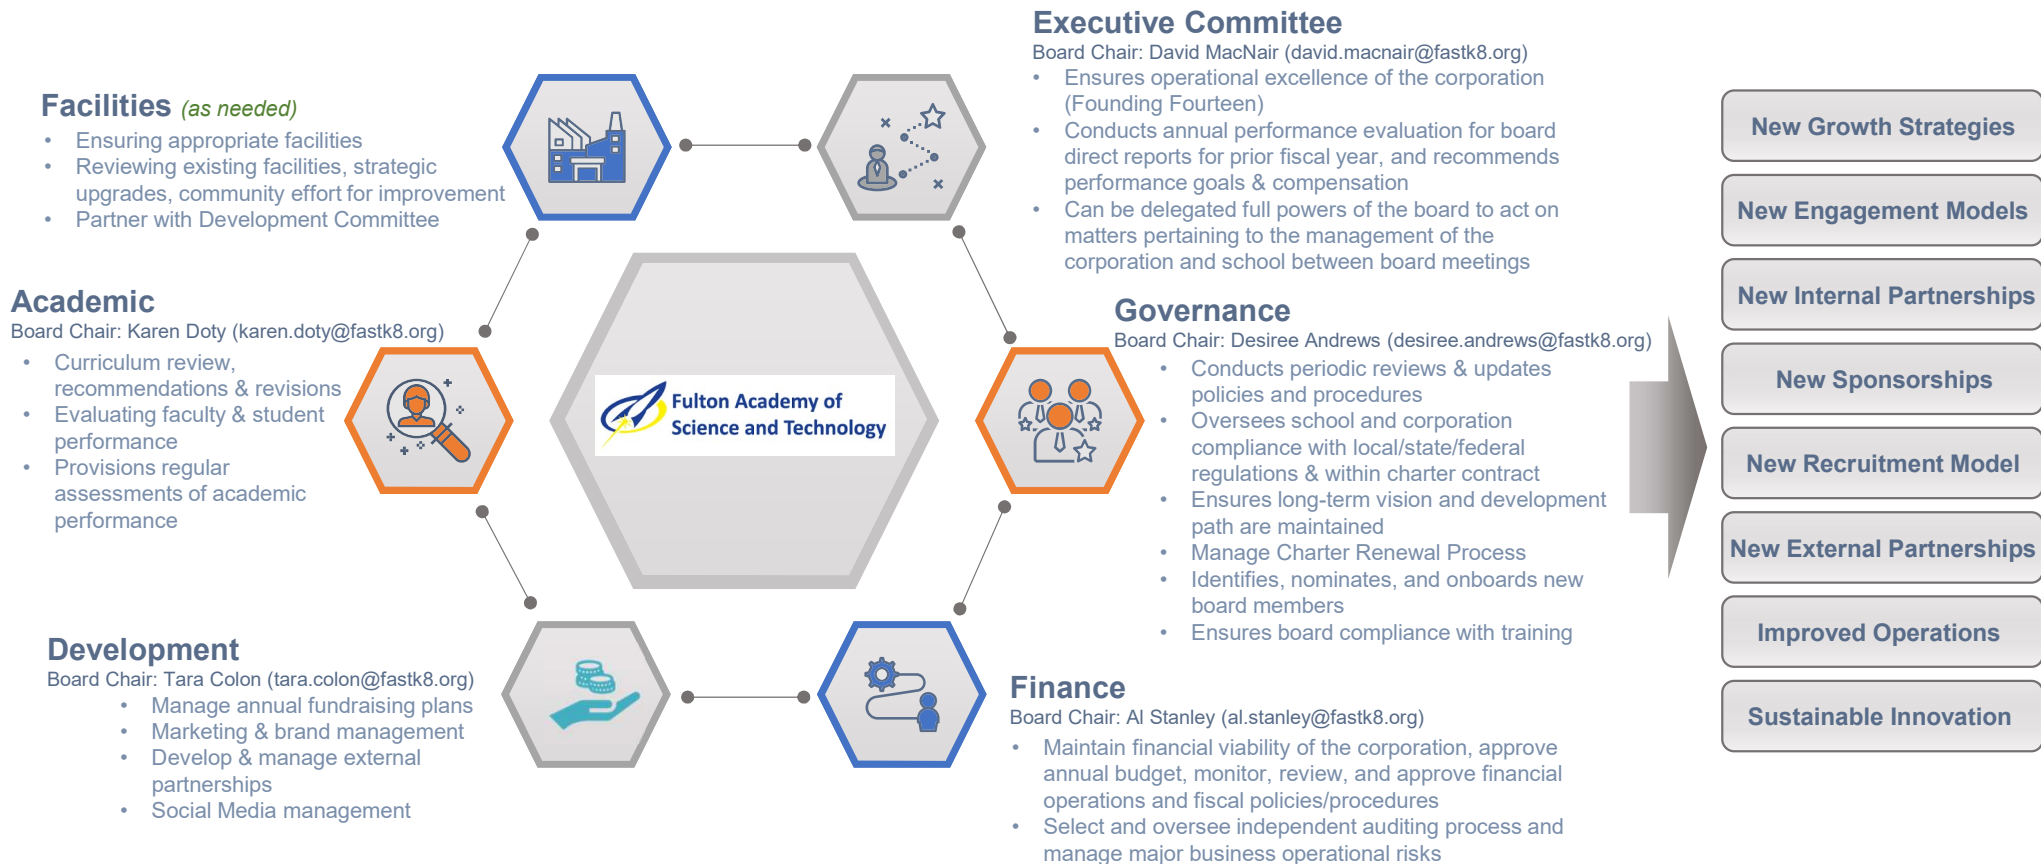 Executive Committee
Board Chair: David MacNair (david.macnair@fastk8.org)
• Ensures operational excellence of the corporation
(Founding Fourteen)
• Conducts annual performance evaluation for board
direct reports for prior fiscal year, and recommends
performance goals & compensation
• Can be delegated full powers of the board to act on
matters pertaining to the management of the
corporation and school between board meetings
Facilities (as needed)
• Ensuring appropriate facilities
• Reviewing existing facilities, strategic
upgrades, community effort for improvement
• Partner with Development Committee
Academic
Board Chair: Karen Doty (karen.doty@fastk8.org)
• Curriculum review,
recommendations & revisions
• Evaluating faculty & student
performance
• Provisions regular
assessments of academic
performance
Fulton Academy of
Science and Technology
Governance
Board Chair: Desiree Andrews (desiree.andrews@fastk8.org)
• Conducts periodic reviews & updates
policies and procedures
• Oversees school and corporation
compliance with local/state/federal
regulations & within charter contract
• Ensures long-term vision and development
path are maintained
• Manage Charter Renewal Process
• Identifies, nominates, and onboards new
board members
• Ensures board compliance with training
Development
Board Chair: Tara Colon (tara.colon@fastk8.org)
• Manage annual fundraising plans
• Marketing & brand management
• Develop & manage external
partnerships
• Social Media management
Finance
Board Chair: Al Stanley (al.stanley@fastk8.org)
• Maintain financial viability of the corporation, approve
annual budget, monitor, review, and approve financial
operations and fiscal policies/procedures
• Select and oversee independent auditing process and
manage major business operational risks
New Growth Strategies
New Engagement Models
New Internal Partnerships
New Sponsorships
New Recruitment Model
New External Partnerships
Improved Operations
Sustainable Innovation